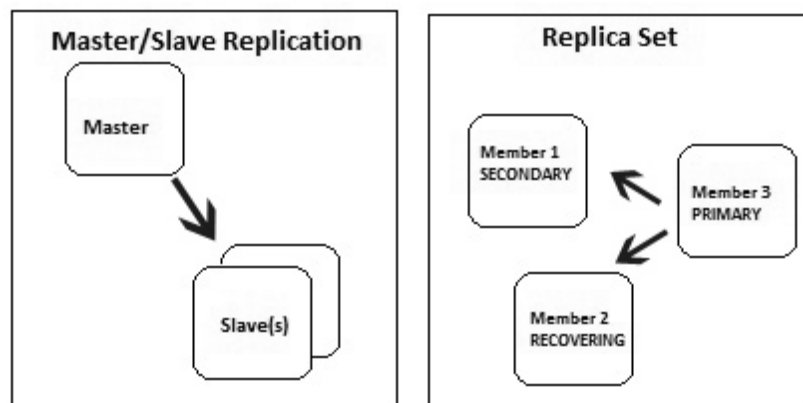 Master/Slave Replication
Master
Slave(s)
Replica Set
Member 1
SECONDARY
Member 3
PRIMARY
Member 2
RECOVERING